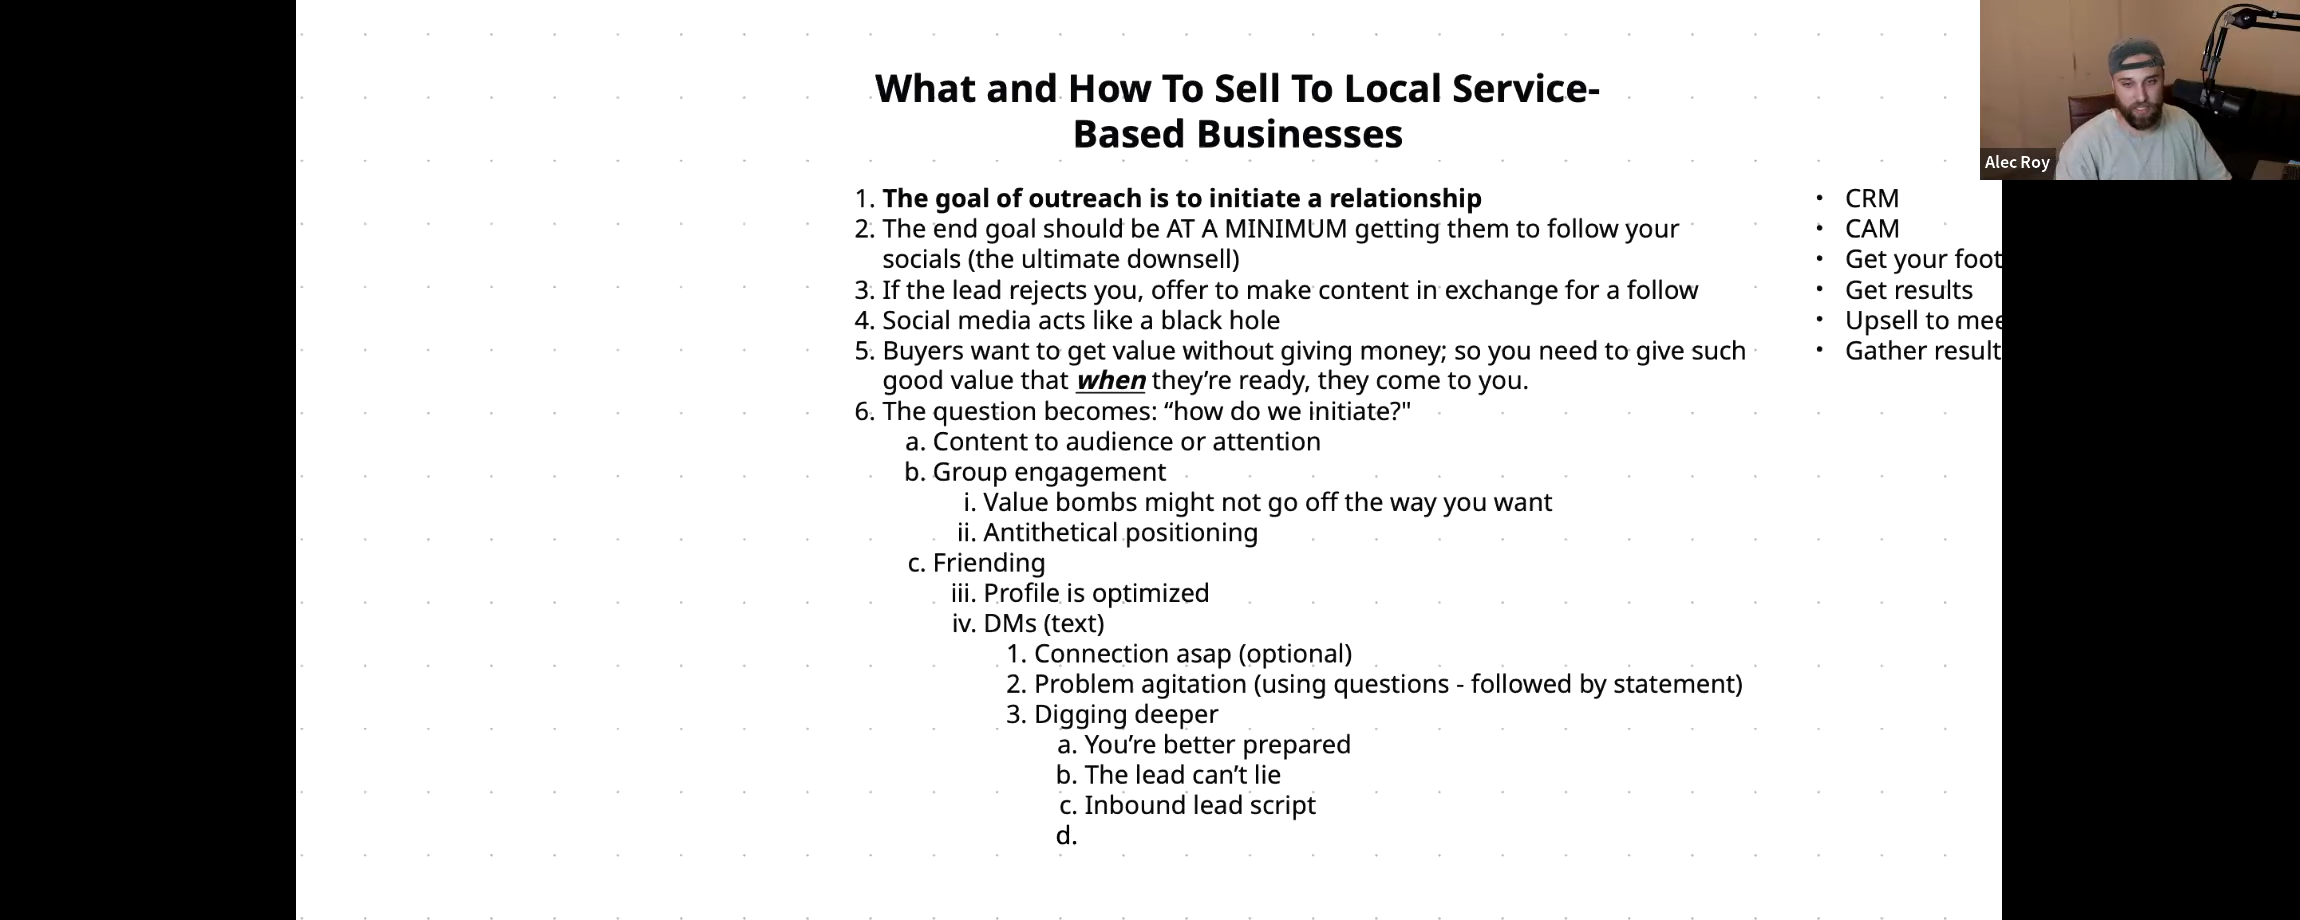 What and How To Sell To Local Service-
Based Businesses
1. The goal of outreach is to initiate a relationship
2. The end goal should be AT A MINIMUM getting them to follow your
socials (the ultimate downsell)
3. If the lead rejects you, offer to make content in exchange for a follow
4. Social media acts like a black hole
5. Buyers want to get value without giving money; so you need to give such
good value that when they’re ready, they come to you.
6. The question becomes: “how do we initiate?"
a. Content to audience or attention
b. Group engagement
i. Value bombs might not go off the way you want
ii. Antithetical positioning
c. Friending
iii. Profile is optimized
iv. DMs (text)
1. Connection asap (optional)
2. Problem agitation (using questions - followed by statement)
3. Digging deeper
a. You’re better prepared
b. The lead can’t lie
c. Inbound lead script
d.
• CRM
• CAM
• Get your foot
• Get results
• Upsell to mee
• Gather result
Alec Roy